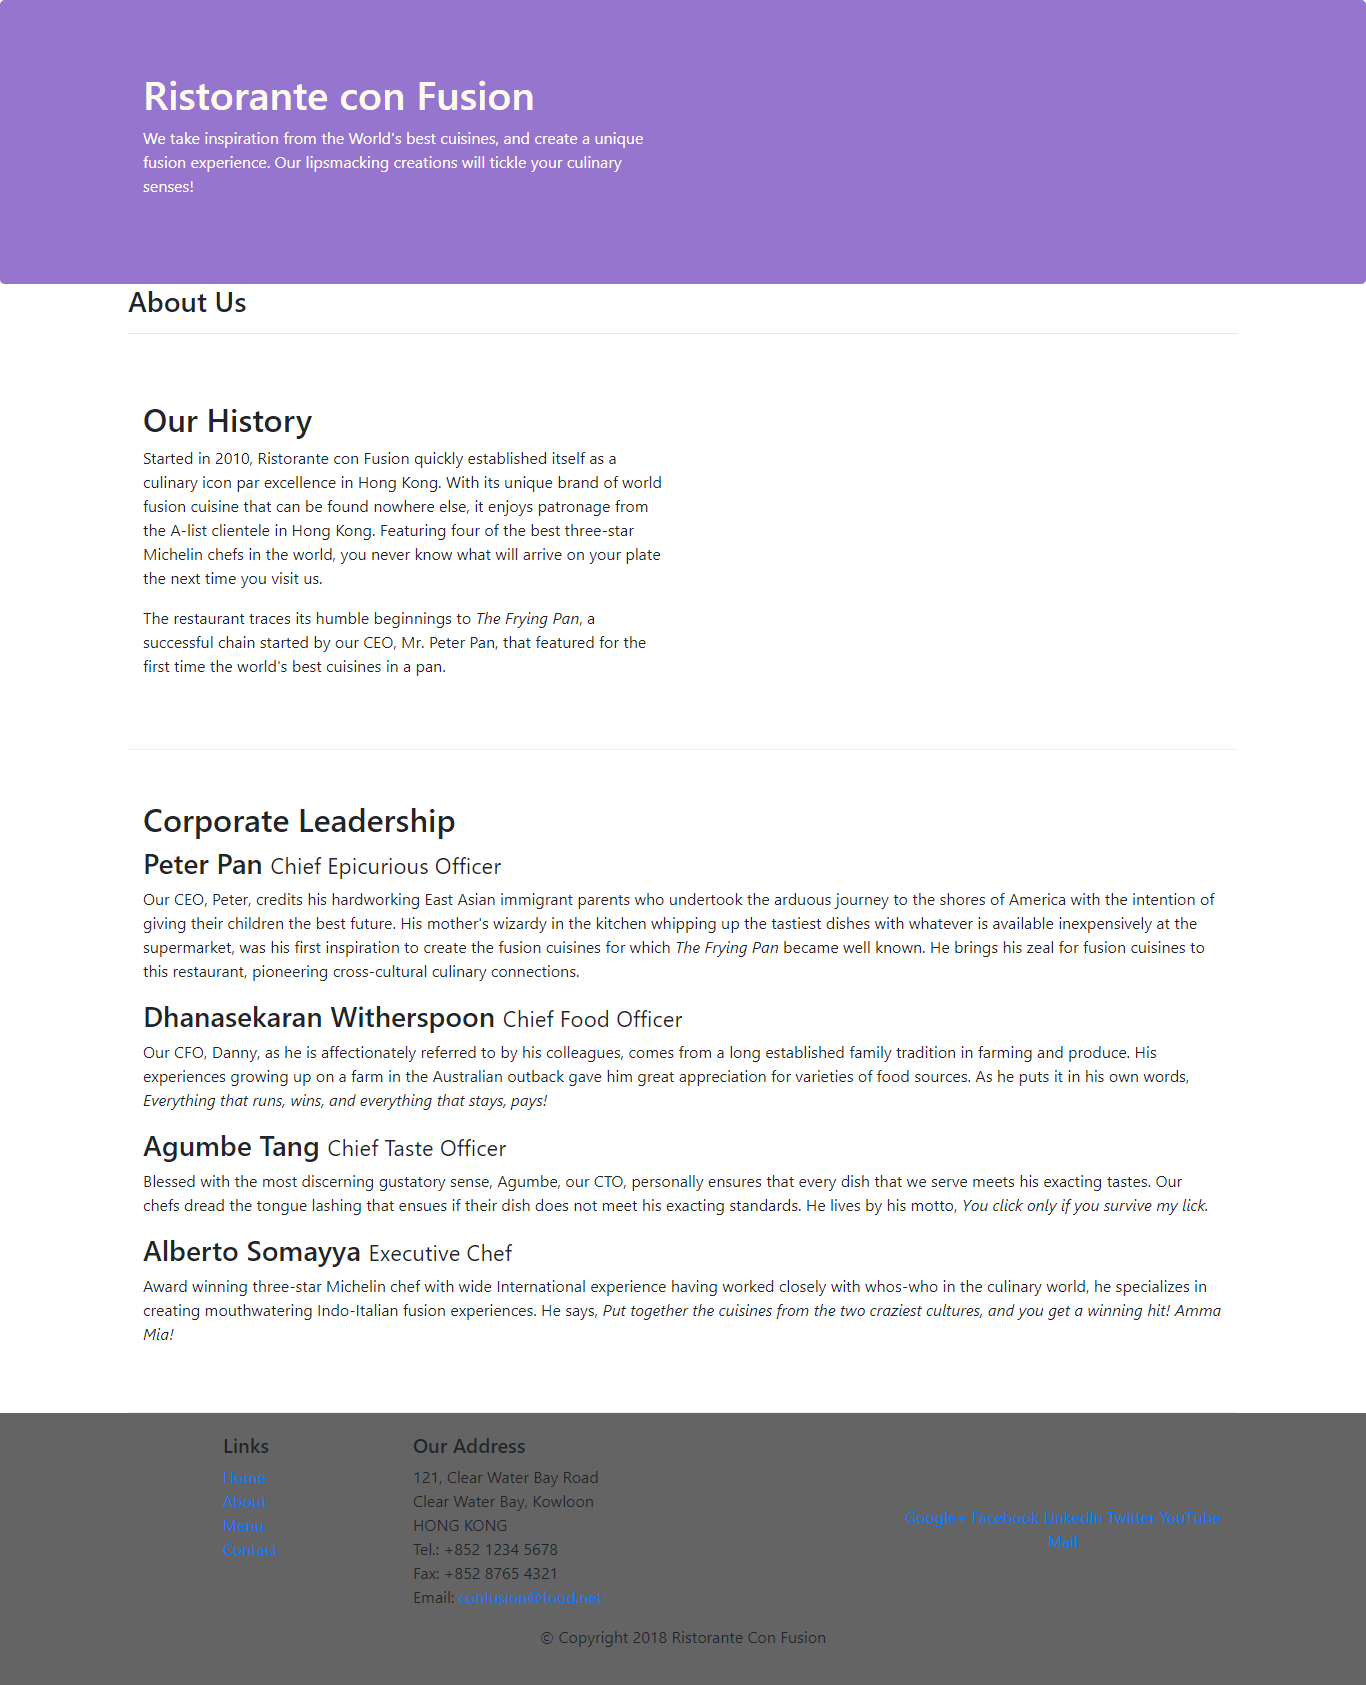 Ristorante con Fusion
We take inspiration from the World's best cuisines, and create a unique
fusion experience. Our lipsmacking creations will tickle your culinary
senses!
About Us
Our History
Started in 2010, Ristorante con Fusion quickly established itself as a
culinary icon par excellence in Hong Kong. With its unique brand of world
fusion cuisine that can be found nowhere else, it enjoys patronage from
the A-list clientele in Hong Kong. Featuring four of the best three-star
Michelin chefs in the world, you never know what will arrive on your plate
the next time you visit us.
The restaurant traces its humble beginnings to The Frying Pan, a
successful chain started by our CEO, Mr. Peter Pan, that featured for the
first time the world's best cuisines in a pan.
Corporate Leadership
Peter Pan Chief Epicurious Officer
Our CEO, Peter, credits his hardworking East Asian immigrant parents who undertook the arduous journey to the shores of America with the intention of
giving their children the best future. His mother's wizardy in the kitchen whipping up the tastiest dishes with whatever is available inexpensively at the
supermarket, was his first inspiration to create the fusion cuisines for which The Frying Pan became well known. He brings his zeal for fusion cuisines to
this restaurant, pioneering cross-cultural culinary connections.
Dhanasekaran Witherspoon Chief Food Officer
Our CFO, Danny, as he is affectionately referred to by his colleagues, comes from a long established family tradition in farming and produce. His
experiences growing up on a farm in the Australian outback gave him great appreciation for varieties of food sources. As he puts it in his own words,
Everything that runs, wins, and everything that stays, pays!
Agumbe Tang Chief Taste Officer
Blessed with the most discerning gustatory sense, Agumbe, our CTO, personally ensures that every dish that we serve meets his exacting tastes. Our
chefs dread the tongue lashing that ensues if their dish does not meet his exacting standards. He lives by his motto, You click only if you survive my lick.
Alberto Somayya Executive Chef
Award winning three-star Michelin chef with wide International experience having worked closely with whos-who in the culinary world, he specializes in
creating mouthwatering Indo-Italian fusion experiences. He says, Put together the cuisines from the two craziest cultures, and you get a winning hit! Amma
Mia!
Links
Home
About
Menu
Contact
Our Address
121, Clear Water Bay Road
Clear Water Bay, Kowloon
HONG KONG
Tel.: +852 1234 5678
Fax: +852 8765 4321
Email: confusion@food.net
Google+ Facebook LinkedIn Twitter YouTube
Mail
© Copyright 2018 Ristorante Con Fusion